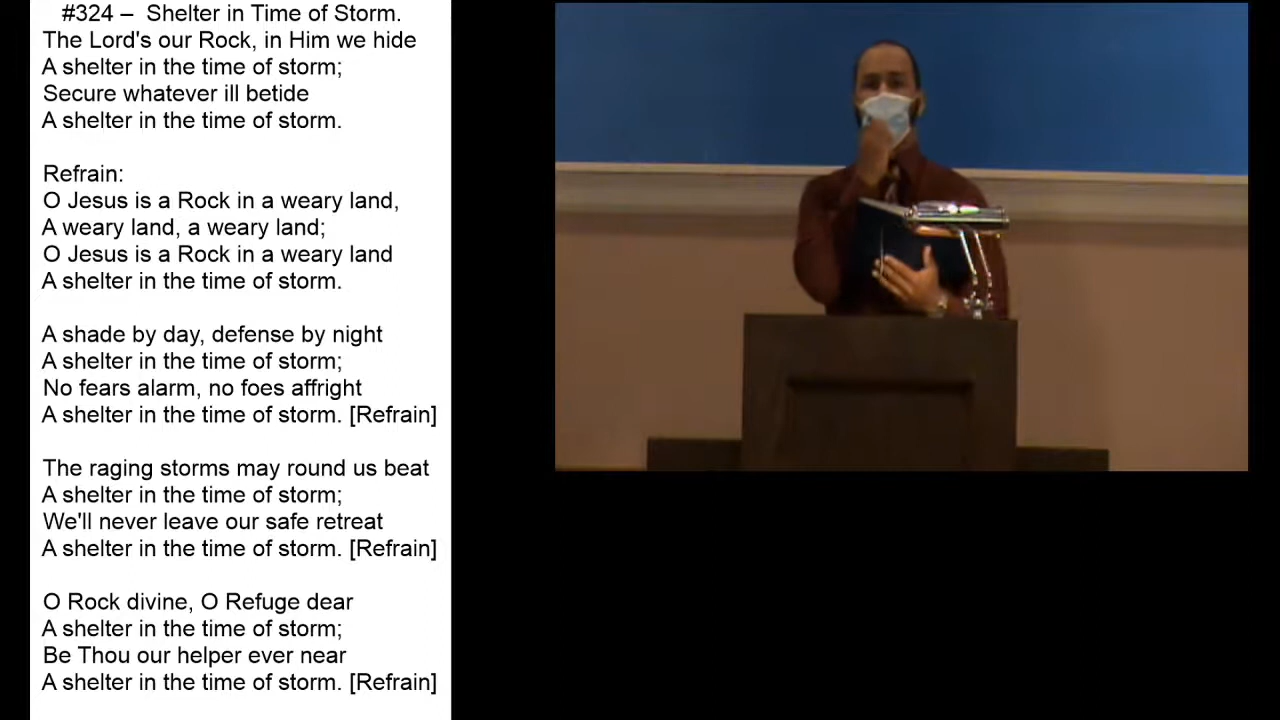 #324 – Shelter in Time of Storm.
The Lord's our Rock, in Him we hide
A shelter in the time of storm;
Secure whatever ill betide
A shelter in the time of storm.
Refrain:
O Jesus is a Rock in a weary land,
A weary land, a weary land;
O Jesus is a Rock in a weary land
A shelter in the time of storm.
A shade by day, defense by night
A shelter in the time of storm;
No fears alarm, no foes affright
A shelter in the time of storm. [Refrain]
The raging storms may round us beat
A shelter in the time of storm;
We'll never leave our safe retreat
A shelter in the time of storm. [Refrain]
O Rock divine, O Refuge dear
A shelter in the time of storm;
Be Thou our helper ever near
A shelter in the time of storm. [Refrain]